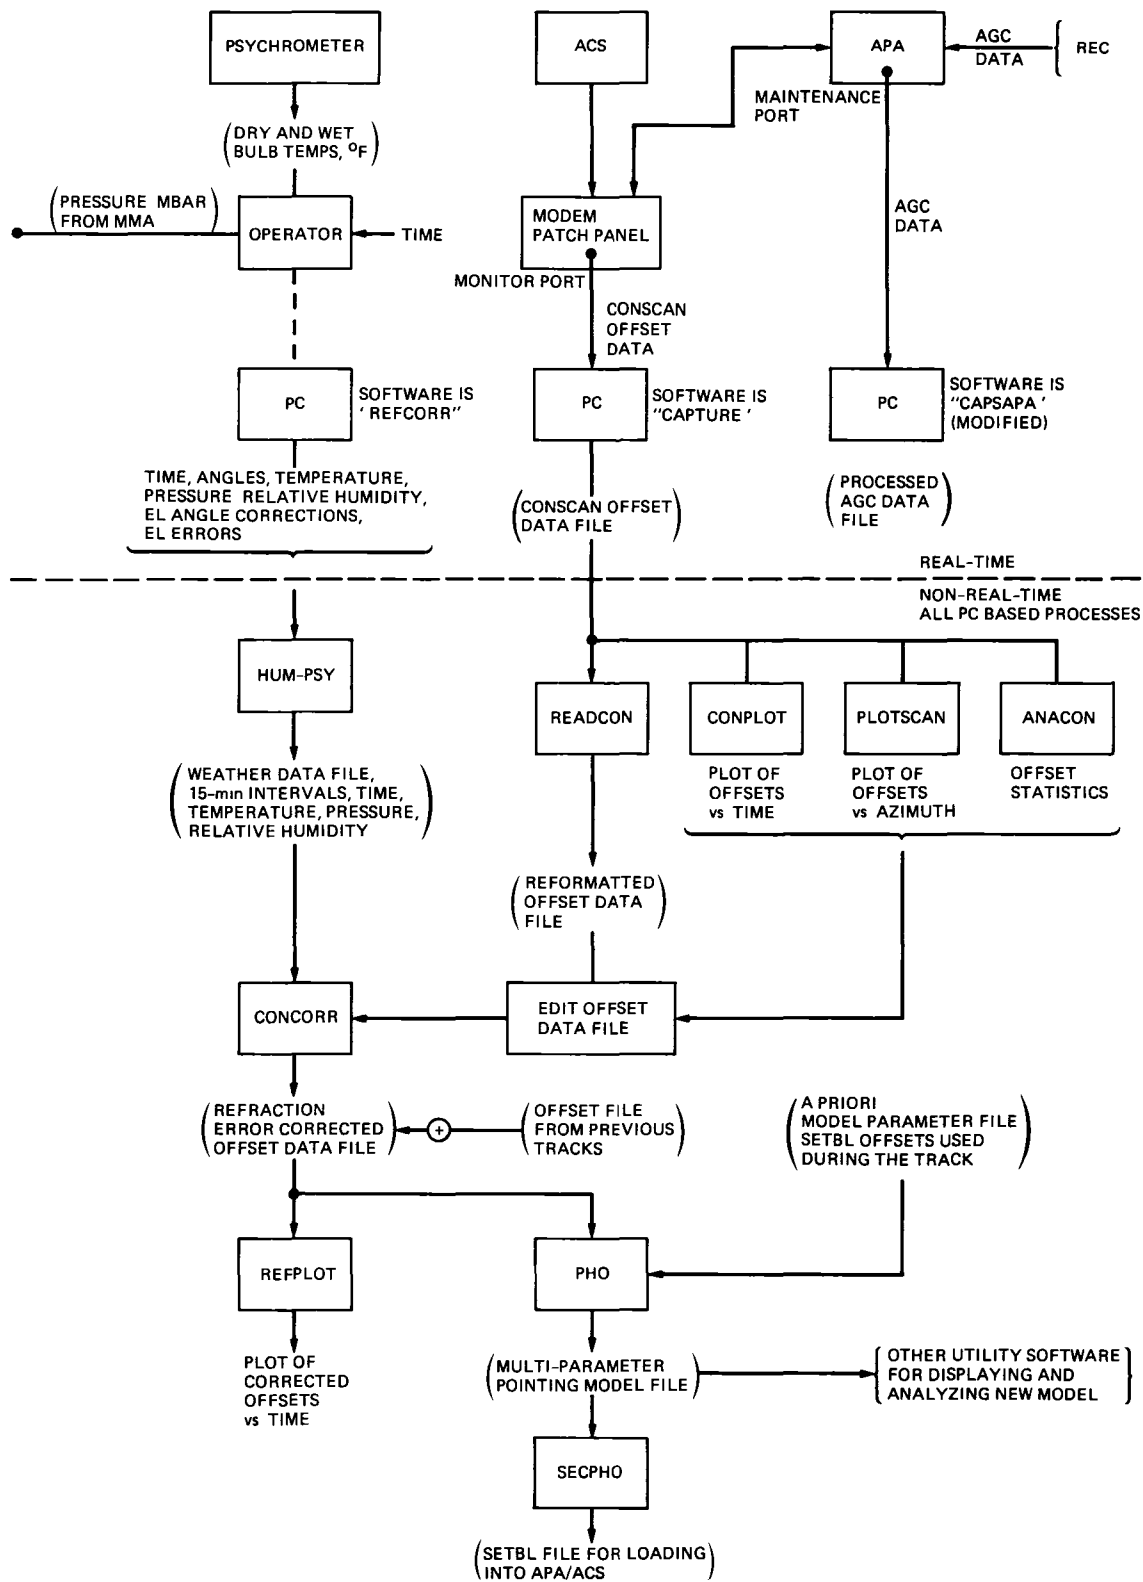 PSYCHROMETER
ACS
APA
AGC
DATA
REC
MAINTENANCE
PORT
(DRY AND WET
BULB TEMPS, °F)
(PRESSURE MBAR
FROM MMA)
OPERATOR
TIME
MODEM
PATCH PANEL
AGC
DATA
MONITOR PORT
CONSCAN
OFFSET
DATA
PC
SOFTWARE IS
' REFCORR"
PC
SOFTWARE IS
"CAPTURE '
PC
SOFTWARE IS
"CAPSAPA '
(MODIFIED)
TIME, ANGLES, TEMPERATURE,
PRESSURE RELATIVE HUMIDITY,
EL ANGLE CORRECTIONS,
EL ERRORS
(CONSCAN OFFSET
DATA FILE)
(PROCESSED
AGC DATA
FILE)
REAL-TIME
NON-REAL-TIME
ALL PC BASED PROCESSES
HUM-PSY
READCON
CONPLOT
PLOTSCAN
ANACON
(WEATHER DATA FILE,
15-min INTERVALS, TIME,
TEMPERATURE, PRESSURE,
RELATIVE HUMIDITY)
PLOT OF
OFFSETS
vs TIME
PLOT OF
OFFSETS
vs AZIMUTH
OFFSET
STATISTICS
(REFORMATTED
OFFSET DATA
FILE)
CONCORR
EDIT OFFSET
DATA FILE
(REFRACTION
ERROR CORRECTED
OFFSET DATA FILE)
+
(OFFSET FILE
FROM PREVIOUS
TRACKS)
(A PRIORI
MODEL PARAMETER FILE
SETBL OFFSETS USED
DURING THE TRACK)
REFPLOT
PHO
PLOT OF
CORRECTED
OFFSETS
vs TIME
(MULTI-PARAMETER
POINTING MODEL FILE)
{OTHER UTILITY SOFTWARE
FOR DISPLAYING AND
ANALYZING NEW MODEL}
SECPHO
(SETBL FILE FOR LOADING
INTO APA/ACS)